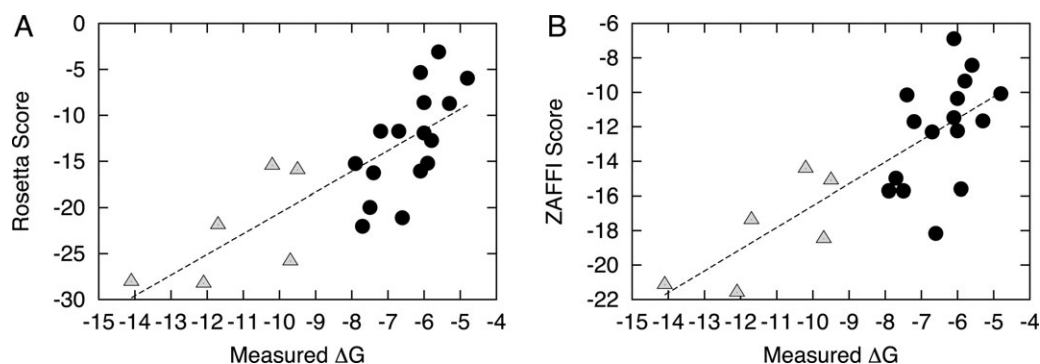 A
Rosetta Score
0
-5
-10
-15
-20
-25
-30
-15 -14 -13 -12 -11 -10 -9 -8 -7 -6 -5 -4
Measured ΔG
B
ZAFFI Score
-6
-8
-10
-12
-14
-16
-18
-20
-22
-15 -14 -13 -12 -11 -10 -9 -8 -7 -6 -5 -4
Measured ΔG